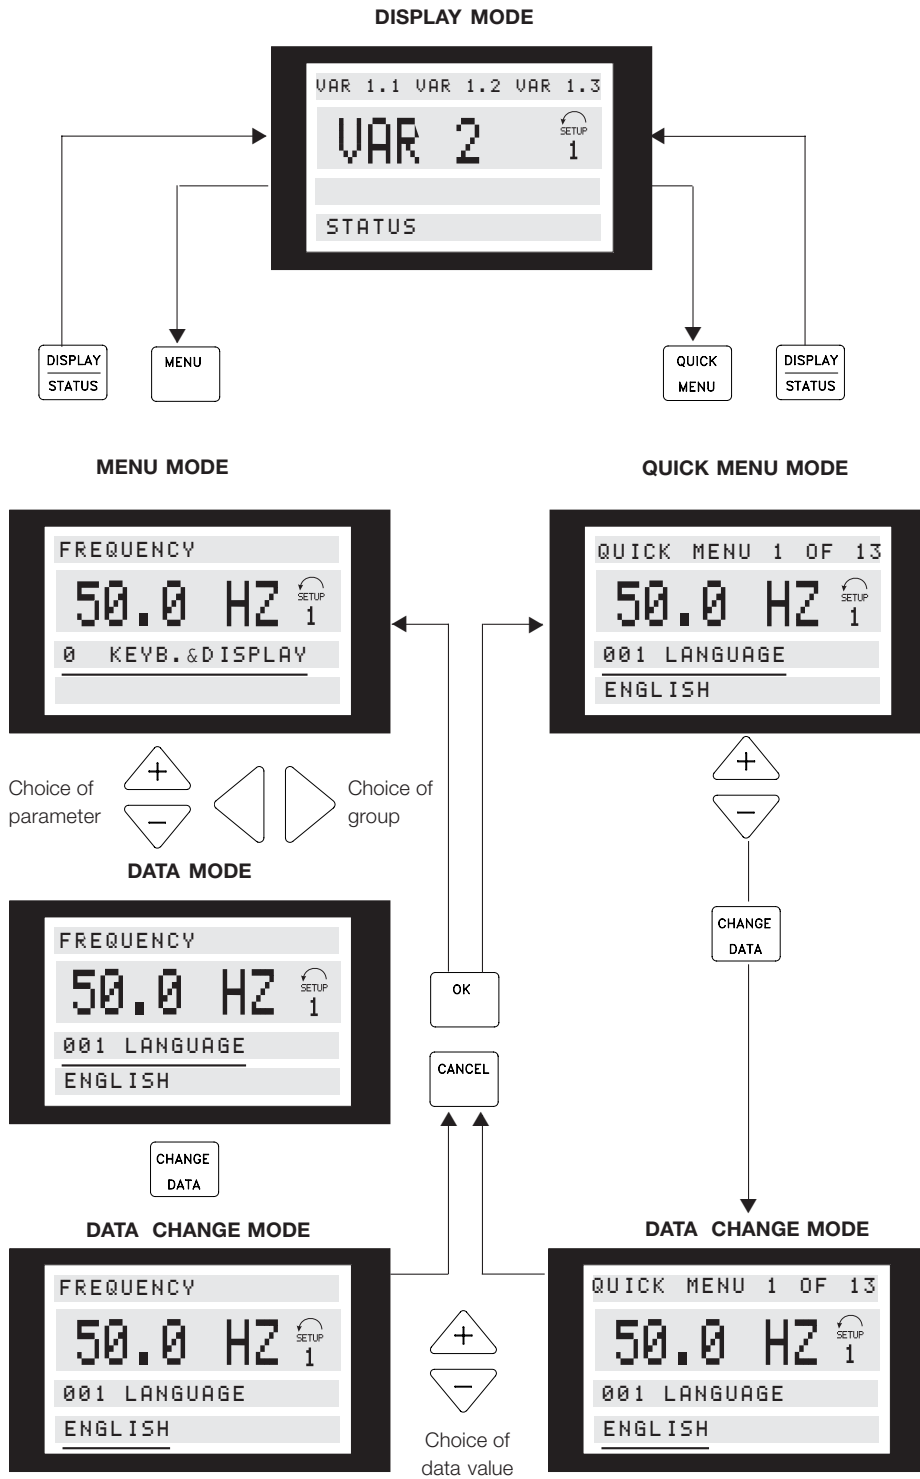 DISPLAY MODE
VAR 1.1 VAR 1.2 VAR 1.3
VAR 2
SETUP
1
STATUS
DISPLAY
STATUS
MENU
QUICK
MENU
DISPLAY
STATUS
MENU MODE
FREQUENCY
50.0 HZ
SETUP
1
0 KEYB.&DISPLAY
Choice of
parameter
+
−
Choice of
group
DATA MODE
FREQUENCY
50.0 HZ
SETUP
1
001 LANGUAGE
ENGLISH
CHANGE
DATA
DATA CHANGE MODE
FREQUENCY
50.0 HZ
SETUP
1
001 LANGUAGE
ENGLISH
OK
CANCEL
+
−
Choice of
data value
QUICK MENU MODE
QUICK MENU 1 OF 13
50.0 HZ
SETUP
1
001 LANGUAGE
ENGLISH
+
−
CHANGE
DATA
DATA CHANGE MODE
QUICK MENU 1 OF 13
50.0 HZ
SETUP
1
001 LANGUAGE
ENGLISH